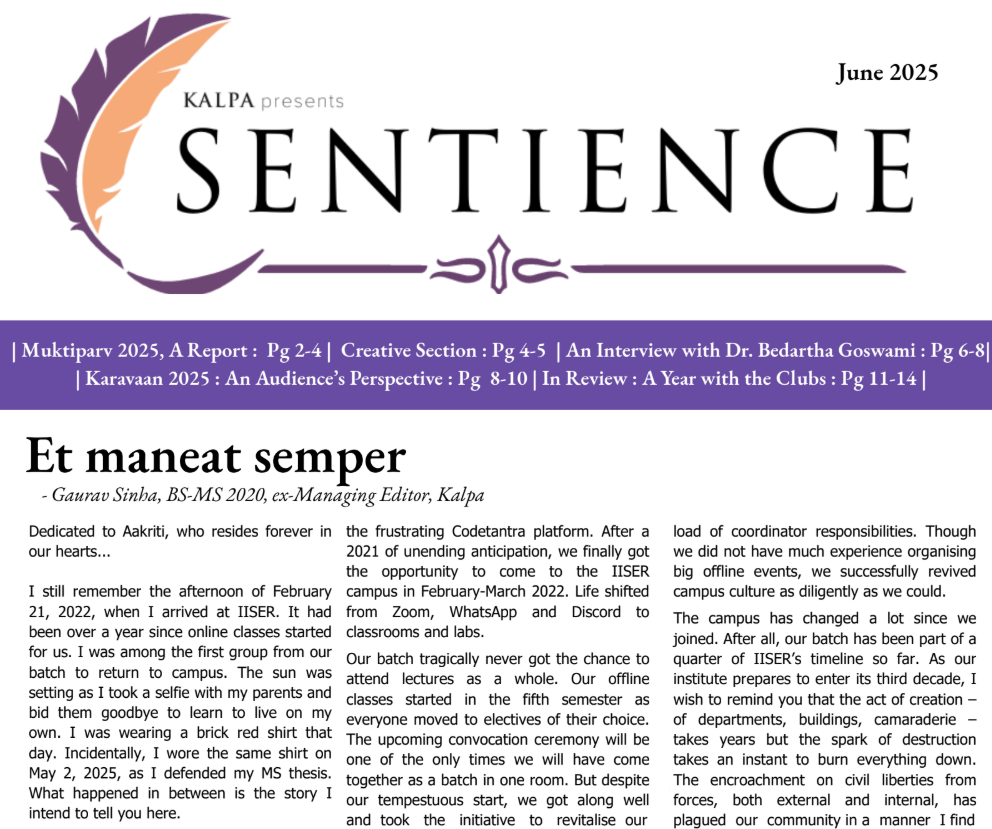 June 2025
KALPA presents
SENTIENCE
| Muktiparv 2025, A Report : Pg 2-4 | Creative Section : Pg 4-5 | An Interview with Dr. Bedartha Goswami : Pg 6-8|
| Karavaan 2025 : An Audience’s Perspective : Pg 8-10 | In Review : A Year with the Clubs : Pg 11-14 |
Et maneat semper
- Gaurav Sinha, BS-MS 2020, ex-Managing Editor, Kalpa
Dedicated to Aakriti, who resides forever in
our hearts...
I still remember the afternoon of February
21, 2022, when I arrived at IISER. It had
been over a year since online classes started
for us. I was among the first group from our
batch to return to campus. The sun was
setting as I took a selfie with my parents and
bid them goodbye to learn to live on my
own. I was wearing a brick red shirt that
day. Incidentally, I wore the same shirt on
May 2, 2025, as I defended my MS thesis.
What happened in between is the story I
intend to tell you here.
the frustrating Codetantra platform. After a
2021 of unending anticipation, we finally got
the opportunity to come to the IISER
campus in February-March 2022. Life shifted
from Zoom, WhatsApp and Discord to
classrooms and labs.
Our batch tragically never got the chance to
attend lectures as a whole. Our offline
classes started in the fifth semester as
everyone moved to electives of their choice.
The upcoming convocation ceremony will be
one of the only times we will have come
together as a batch in one room. But despite
our tempestuous start, we got along well
and took the initiative to revitalise our
load of coordinator responsibilities. Though
we did not have much experience organising
big offline events, we successfully revived
campus culture as diligently as we could.
The campus has changed a lot since we
joined. After all, our batch has been part of a
quarter of IISER’s timeline so far. As our
institute prepares to enter its third decade, I
wish to remind you that the act of creation –
of departments, buildings, camaraderie –
takes years but the spark of destruction
takes an instant to burn everything down.
The encroachment on civil liberties from
forces, both external and internal, has
plagued our community in a manner I find